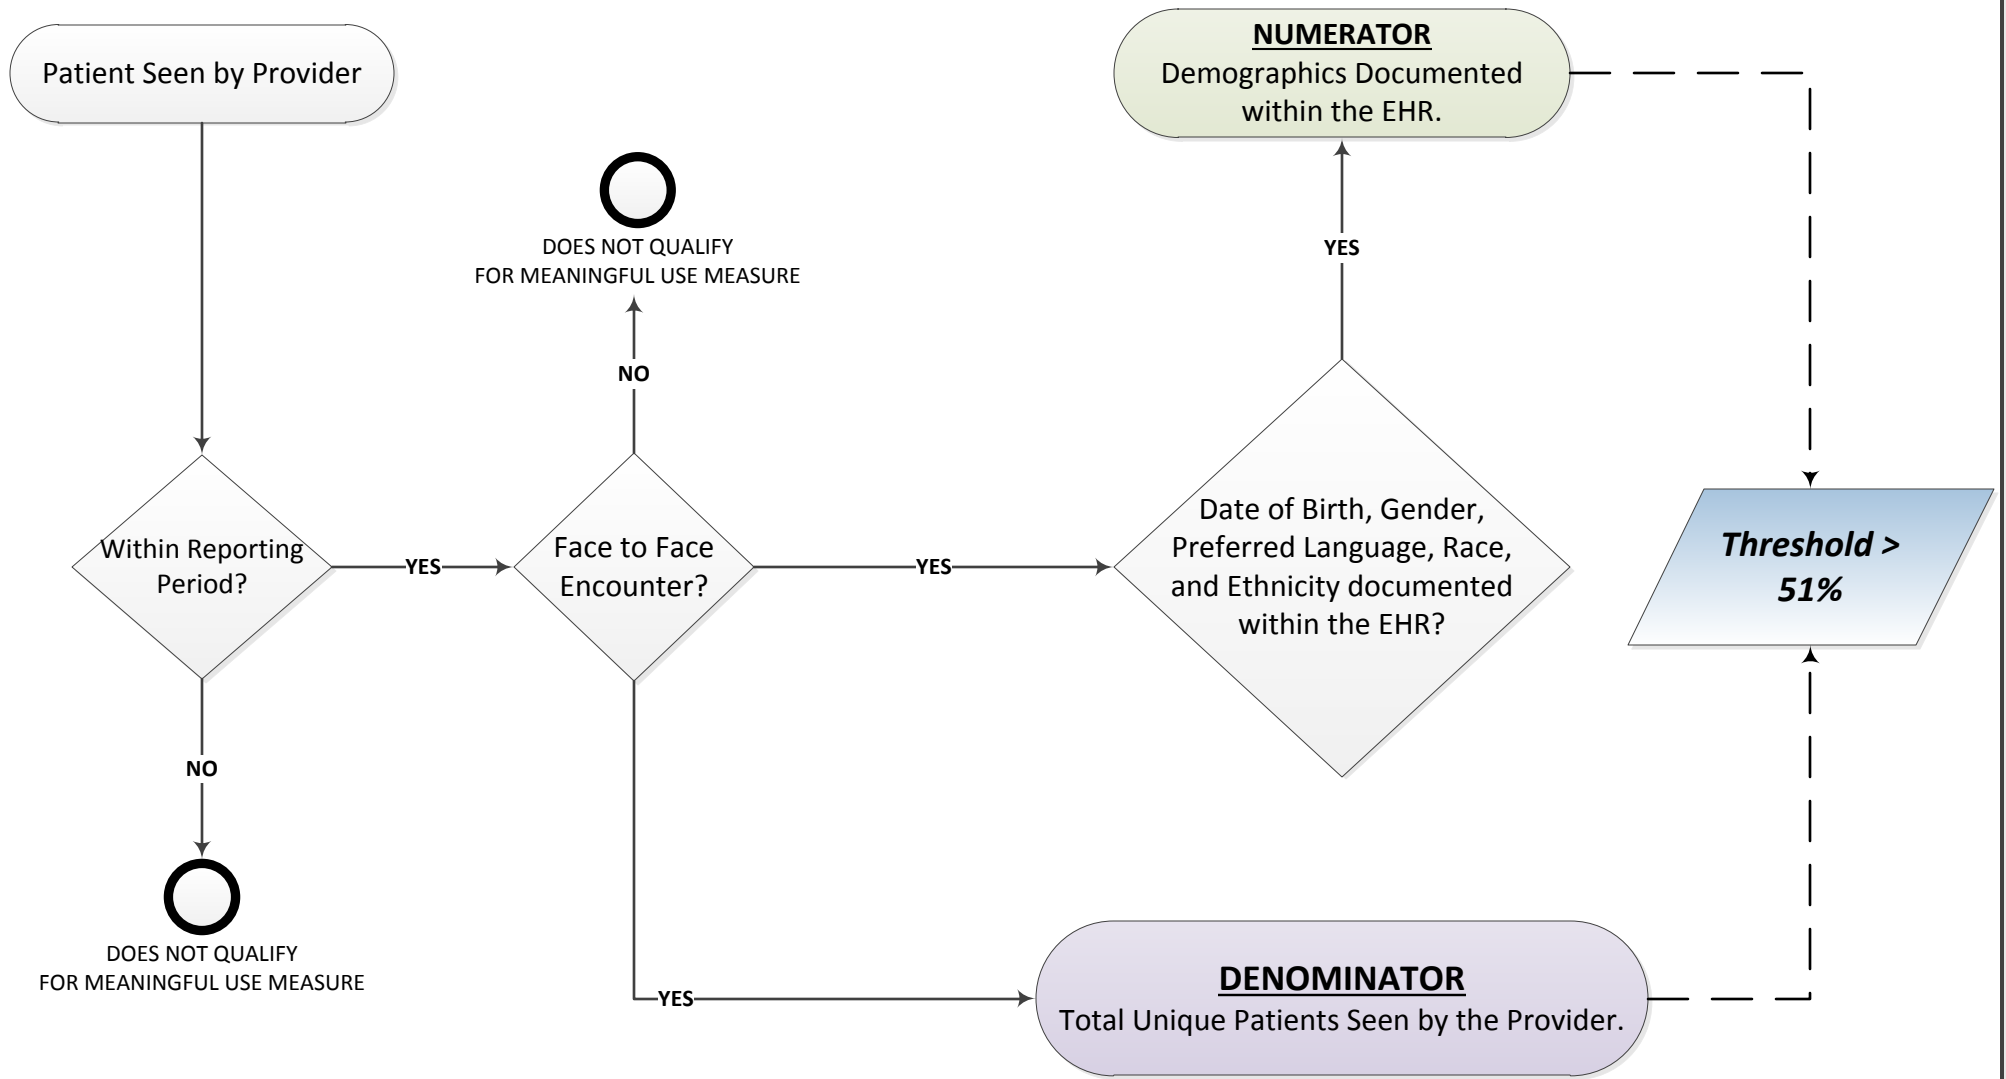 Patient Seen by Provider
NUMERATOR
Demographics Documented
within the EHR.
DOES NOT QUALIFY
FOR MEANINGFUL USE MEASURE
YES
NO
Within Reporting
Period?
YES
Face to Face
Encounter?
YES
Date of Birth, Gender,
Preferred Language, Race,
and Ethnicity documented
within the EHR?
Threshold >
51%
NO
DOES NOT QUALIFY
FOR MEANINGFUL USE MEASURE
YES
DENOMINATOR
Total Unique Patients Seen by the Provider.